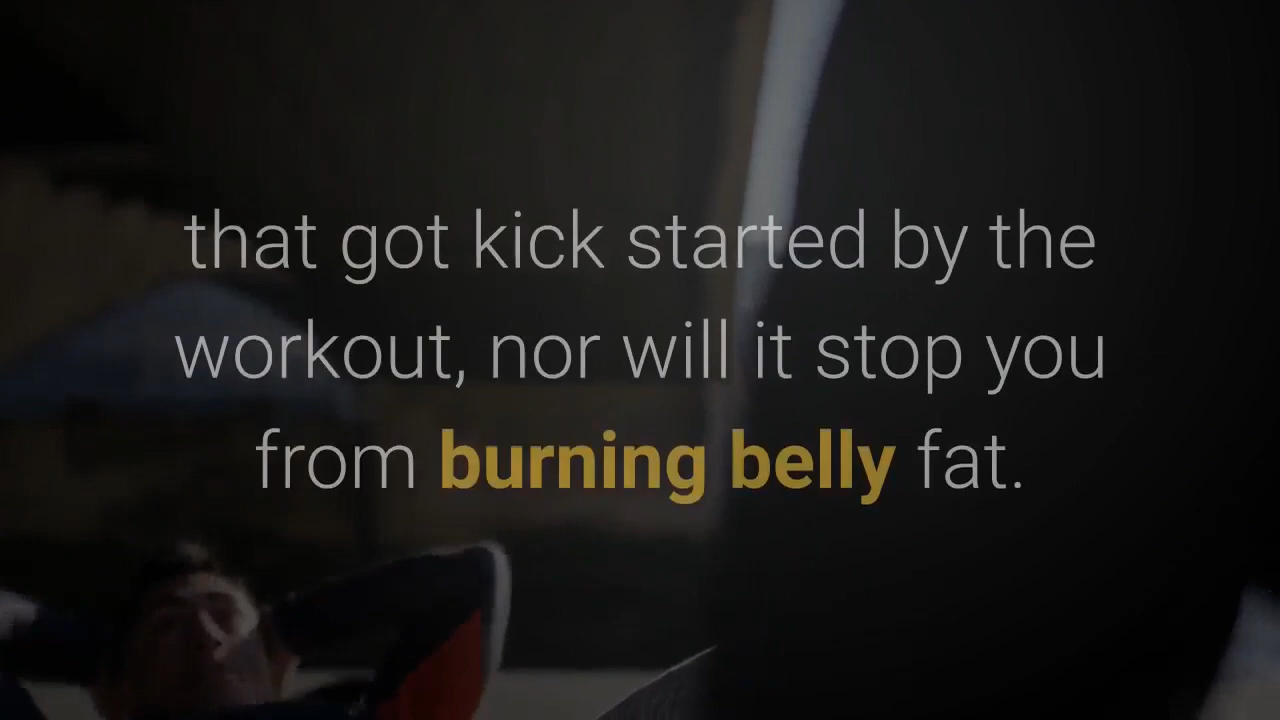 that got kick started by the
workout, nor will it stop you
from burning belly fat.